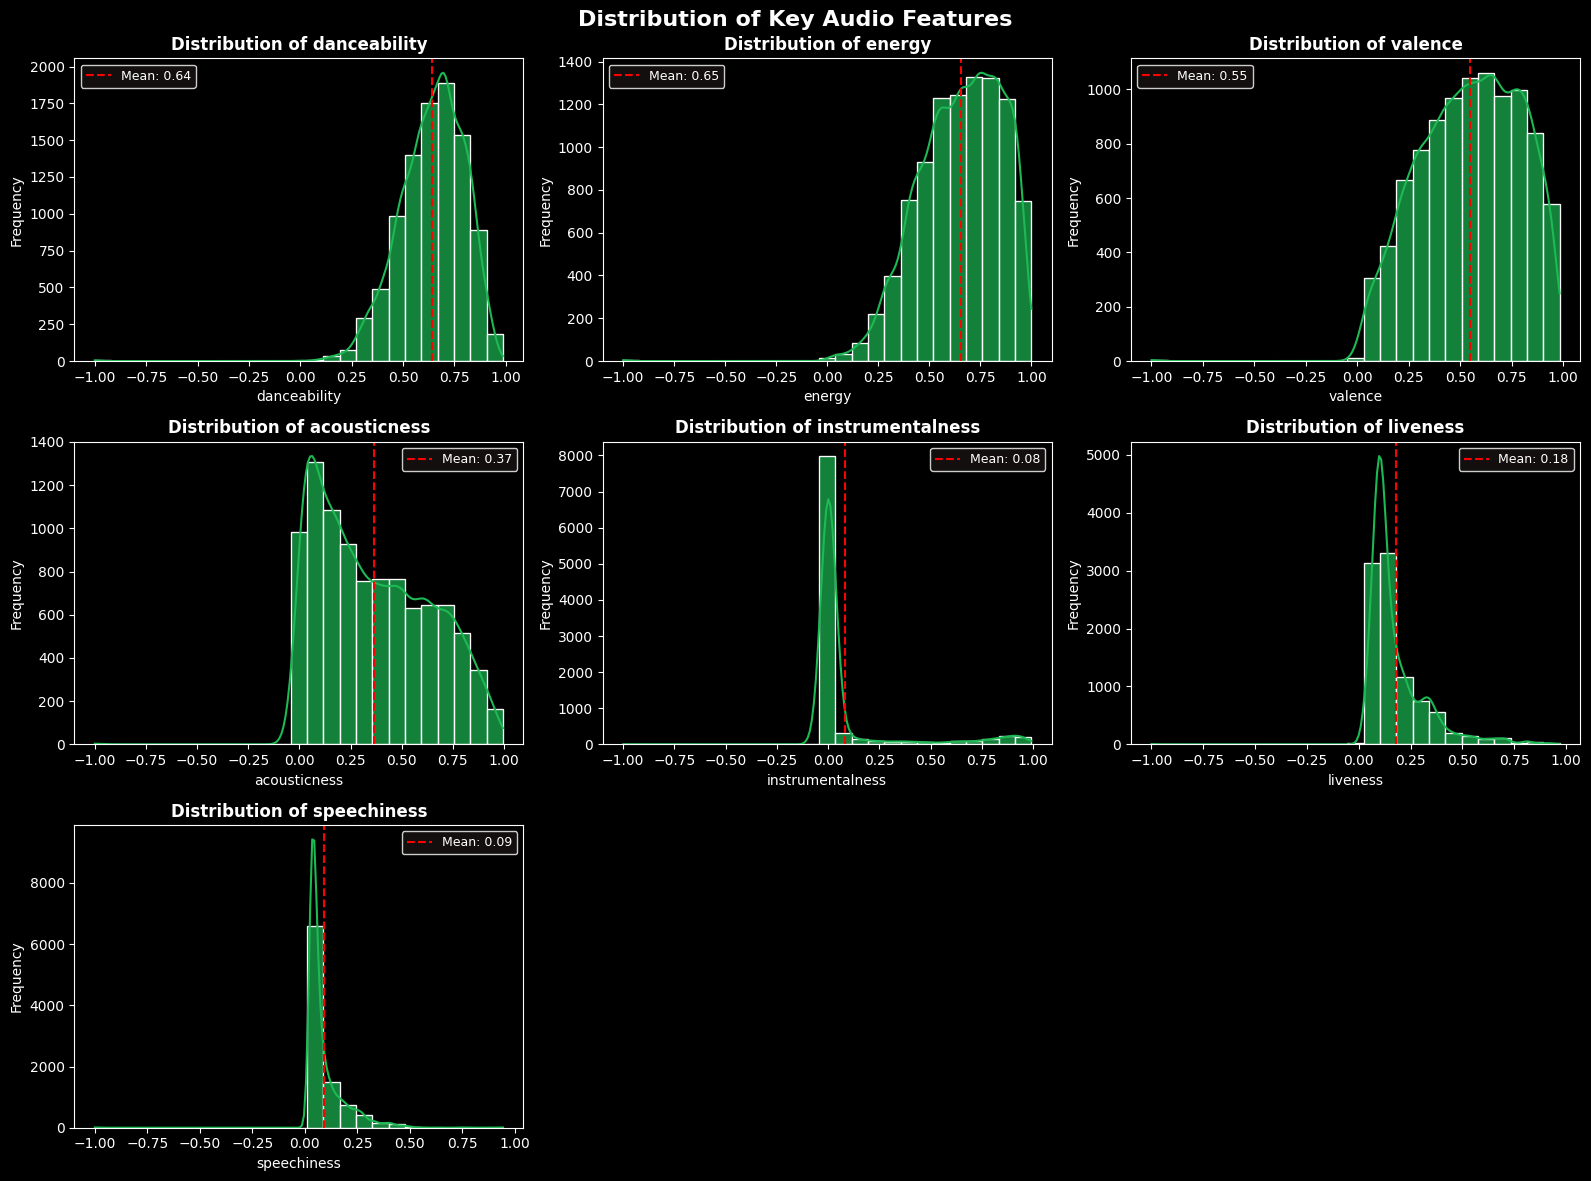 Distribution of Key Audio Features
Distribution of danceability
Mean: 0.64
Frequency
2000
1750
1500
1250
1000
750
500
250
0
−1.00 −0.75 −0.50 −0.25 0.00 0.25 0.50 0.75 1.00
danceability
Distribution of energy
Mean: 0.65
Frequency
1400
1200
1000
800
600
400
200
0
−1.00 −0.75 −0.50 −0.25 0.00 0.25 0.50 0.75 1.00
energy
Distribution of valence
Mean: 0.55
Frequency
1000
800
600
400
200
0
−1.00 −0.75 −0.50 −0.25 0.00 0.25 0.50 0.75 1.00
valence
Distribution of acousticness
Mean: 0.37
Frequency
1400
1200
1000
800
600
400
200
0
−1.00 −0.75 −0.50 −0.25 0.00 0.25 0.50 0.75 1.00
acousticness
Distribution of instrumentalness
Mean: 0.08
Frequency
8000
7000
6000
5000
4000
3000
2000
1000
0
−1.00 −0.75 −0.50 −0.25 0.00 0.25 0.50 0.75 1.00
instrumentalness
Distribution of liveness
Mean: 0.18
Frequency
5000
4000
3000
2000
1000
0
−1.00 −0.75 −0.50 −0.25 0.00 0.25 0.50 0.75 1.00
liveness
Distribution of speechiness
Mean: 0.09
Frequency
8000
6000
4000
2000
0
−1.00 −0.75 −0.50 −0.25 0.00 0.25 0.50 0.75 1.00
speechiness